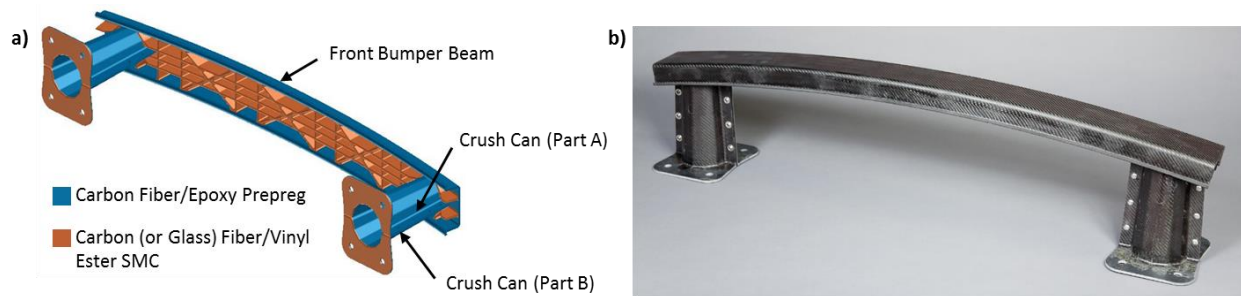 a)
Front Bumper Beam
Crush Can (Part A)
Carbon Fiber/Epoxy Prepreg
Carbon (or Glass) Fiber/Vinyl
Ester SMC
Crush Can (Part B)
b)